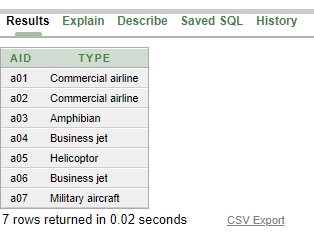 Results Explain Describe Saved SQL History
AID TYPE
a01 Commercial airline
a02 Commercial airline
a03 Amphibian
a04 Business jet
a05 Helicoptor
a06 Business jet
a07 Military aircraft
7 rows returned in 0.02 seconds CSV Export